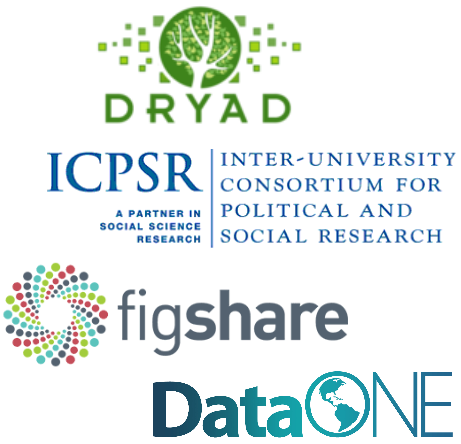 DRYAD
ICPSR
A PARTNER IN
SOCIAL SCIENCE
RESEARCH
INTER-UNIVERSITY
CONSORTIUM FOR
POLITICAL AND
SOCIAL RESEARCH
figshare
DataONE